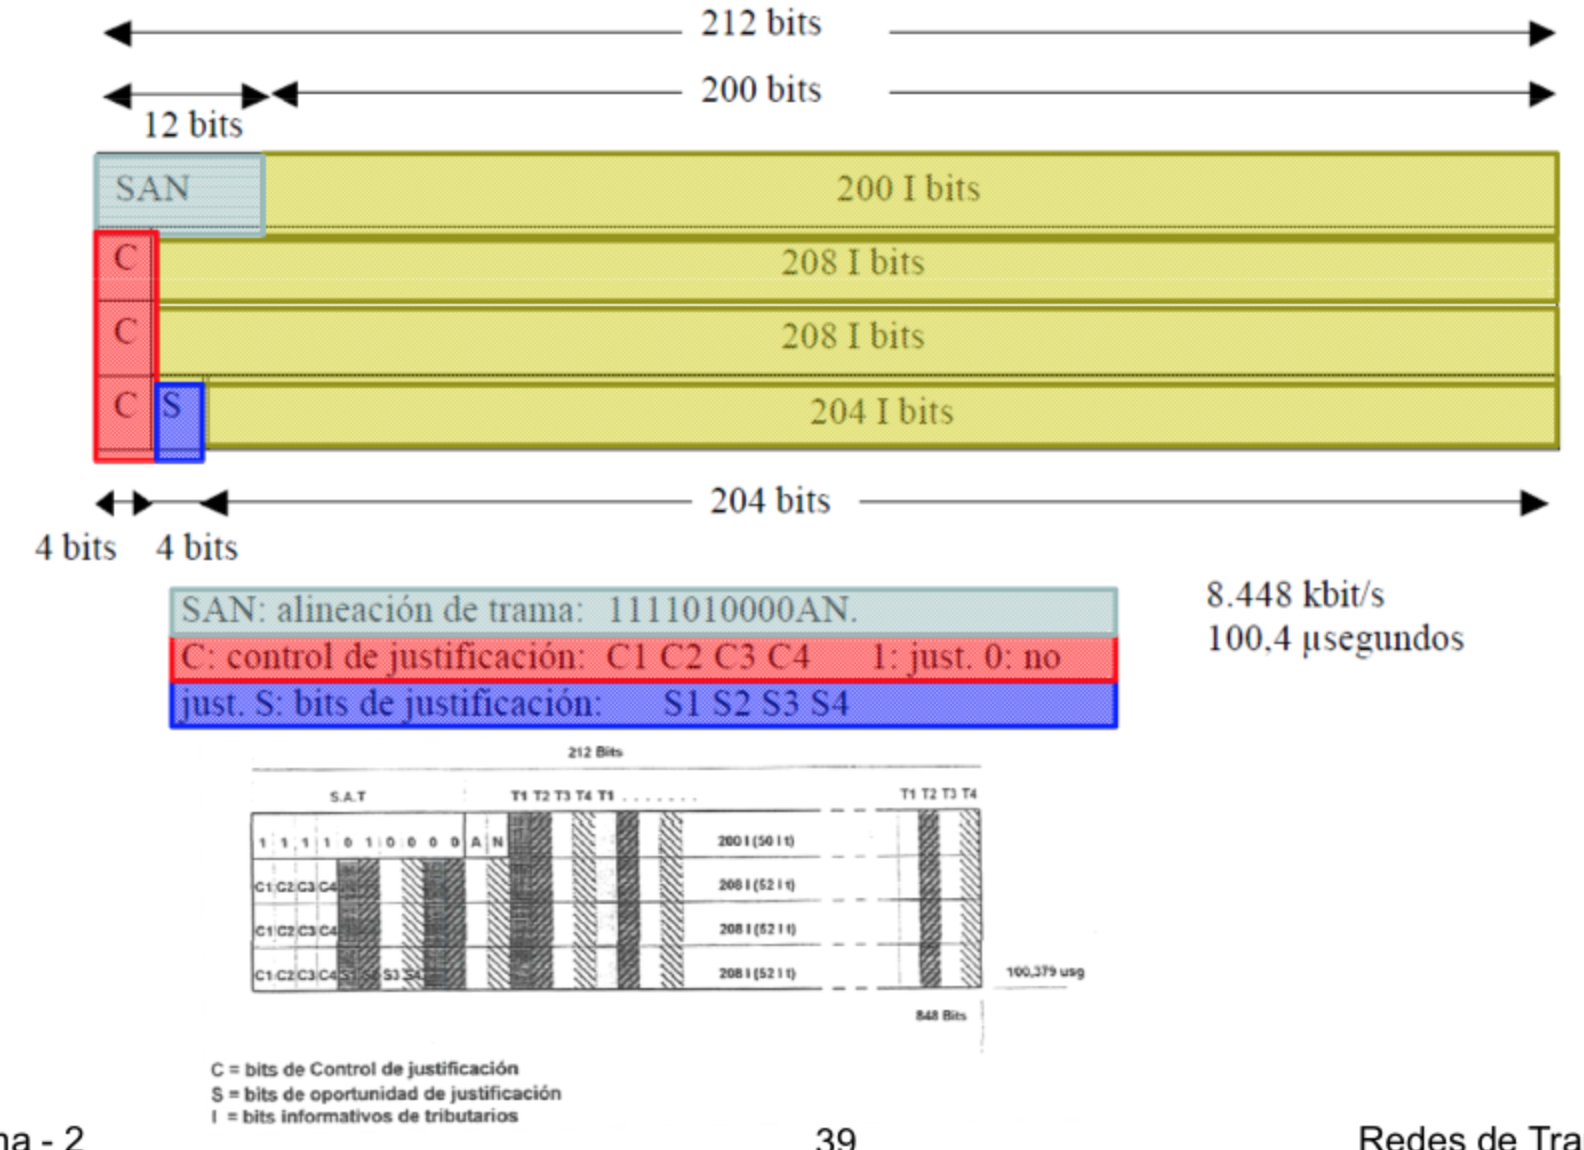 212 bits
200 bits
12 bits
SAN 200 I bits
C 208 I bits
C 208 I bits
C S 204 I bits
204 bits
4 bits 4 bits
SAN: alineación de trama: 1111010000AN.
C: control de justificación: C1 C2 C3 C4 1: just. 0: no
just. S: bits de justificación: S1 S2 S3 S4
8.448 kbit/s
100,4 µsegundos
212 Bits
S.A.T T1 T2 T3 T4 T1 . . . . . . . T1 T2 T3 T4
1 1 1 1 0 1 0 0 0 0 A N 200 I (50 I t)
C1 C2 C3 C4 208 I (52 I t)
C1 C2 C3 C4 208 I (52 I t)
C1 C2 C3 C4 S1 S3 S4 208 I (52 I t)
100,379 usg
848 Bits
C = bits de Control de justificación
S = bits de oportunidad de justificación
I = bits informativos de tributarios
na - 2 39 Redes de Tra